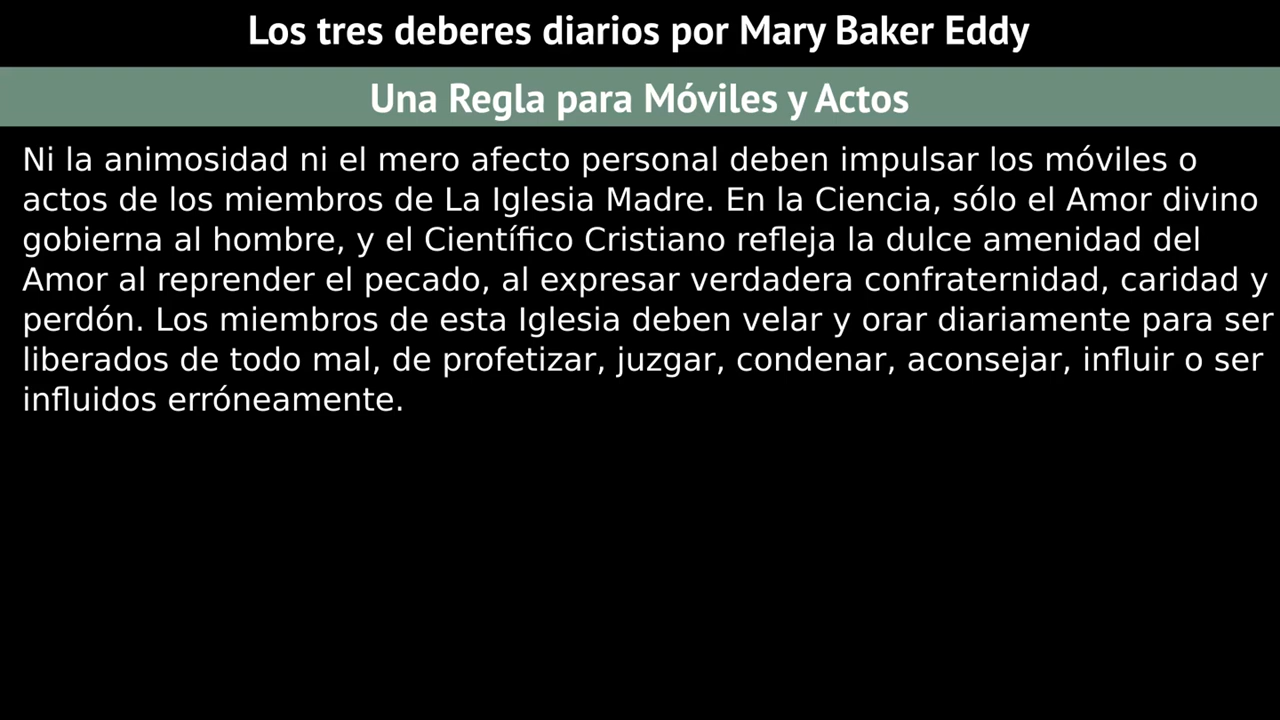 Los tres deberes diarios por Mary Baker Eddy
Una Regla para Móviles y Actos
Ni la animosidad ni el mero afecto personal deben impulsar los móviles o
actos de los miembros de La Iglesia Madre. En la Ciencia, sólo el Amor divino
gobierna al hombre, y el Científico Cristiano refleja la dulce amenidad del
Amor al reprender el pecado, al expresar verdadera confraternidad, caridad y
perdón. Los miembros de esta Iglesia deben velar y orar diariamente para ser
liberados de todo mal, de profetizar, juzgar, condenar, aconsejar, influir o ser
influidos erróneamente.